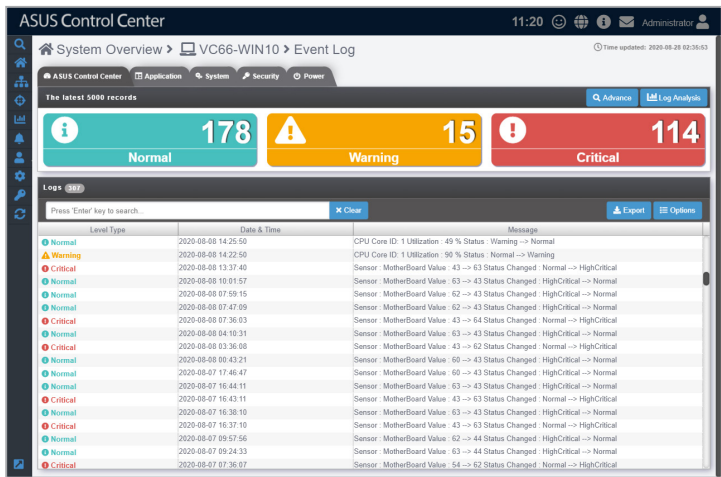 ASUS Control Center
11:20
Administrator
System Overview > VC66-WIN10 > Event Log
Time updated: 2020-08-28 02:36:53
ASUS Control Center Application System Security Power
The latest 5000 records
Advance
Log Analysis
178
Normal
15
Warning
114
Critical
Logs 307
Press 'Enter' key to search...
Clear
Export
Options
Level Type Date & Time Message
Normal 2020-08-08 14:25:50 CPU Core ID: 1 Utilization : 49 % Status : Warning --> Normal
Warning 2020-08-08 14:22:50 CPU Core ID: 1 Utilization : 90 % Status : Normal --> Warning
Critical 2020-08-08 13:37:40 Sensor : MotherBoard Value : 43 --> 63 Status Changed : Normal --> HighCritical
Normal 2020-08-08 10:01:57 Sensor : MotherBoard Value : 63 --> 43 Status Changed : HighCritical --> Normal
Normal 2020-08-08 07:59:15 Sensor : MotherBoard Value : 62 --> 43 Status Changed : HighCritical --> Normal
Normal 2020-08-08 07:47:09 Sensor : MotherBoard Value : 62 --> 43 Status Changed : HighCritical --> Normal
Critical 2020-08-08 07:36:03 Sensor : MotherBoard Value : 43 --> 64 Status Changed : Normal --> HighCritical
Normal 2020-08-08 04:10:31 Sensor : MotherBoard Value : 63 --> 43 Status Changed : HighCritical --> Normal
Critical 2020-08-08 03:36:08 Sensor : MotherBoard Value : 43 --> 62 Status Changed : Normal --> HighCritical
Normal 2020-08-08 00:43:21 Sensor : MotherBoard Value : 60 --> 43 Status Changed : HighCritical --> Normal
Normal 2020-08-07 17:46:47 Sensor : MotherBoard Value : 60 --> 43 Status Changed : HighCritical --> Normal
Normal 2020-08-07 16:44:11 Sensor : MotherBoard Value : 63 --> 43 Status Changed : HighCritical --> Normal
Critical 2020-08-07 16:43:11 Sensor : MotherBoard Value : 43 --> 63 Status Changed : Normal --> HighCritical
Normal 2020-08-07 16:38:10 Sensor : MotherBoard Value : 63 --> 43 Status Changed : HighCritical --> Normal
Critical 2020-08-07 16:37:10 Sensor : MotherBoard Value : 43 --> 63 Status Changed : Normal --> HighCritical
Normal 2020-08-07 09:57:56 Sensor : MotherBoard Value : 62 --> 44 Status Changed : HighCritical --> Normal
Normal 2020-08-07 09:24:33 Sensor : MotherBoard Value : 63 --> 44 Status Changed : HighCritical --> Normal
Critical 2020-08-07 07:36:07 Sensor : MotherBoard Value : 54 --> 62 Status Changed : Normal --> HighCritical